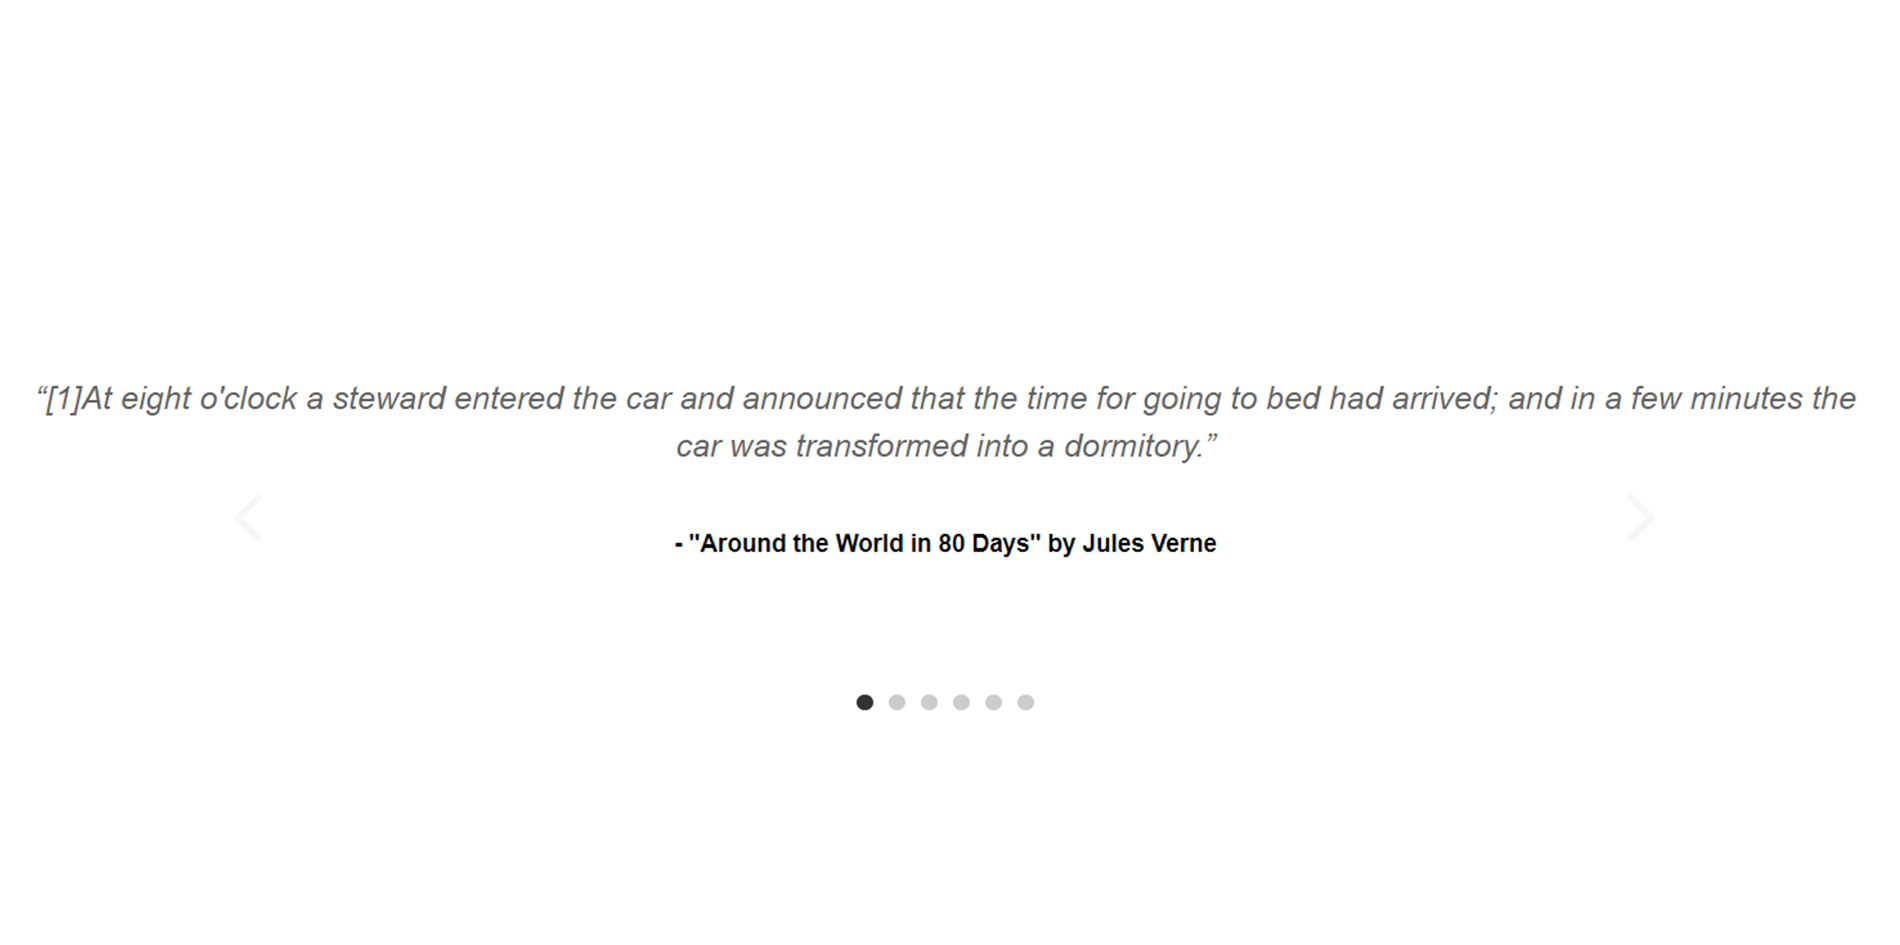 “[1]At eight o'clock a steward entered the car and announced that the time for going to bed had arrived; and in a few minutes the
car was transformed into a dormitory.”
- "Around the World in 80 Days" by Jules Verne